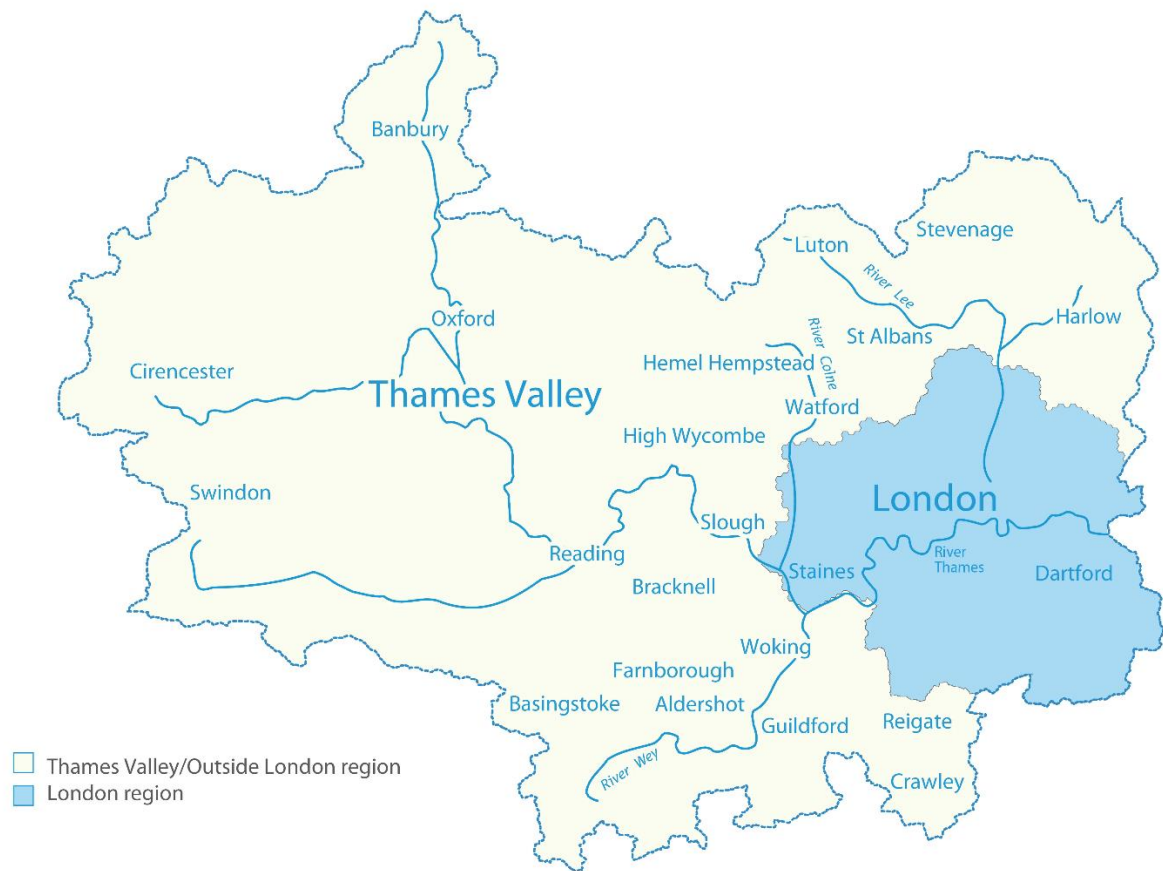 Banbury
Stevenage
Luton
River Lee
Harlow
Oxford
St Albans
River Colne
Hemel Hempstead
Cirencester
Thames Valley
Watford
High Wycombe
Swindon
London
Slough
Reading
River
Thames
Staines
Dartford
Bracknell
Woking
Farnborough
Basingstoke
Aldershot
Guildford
Reigate
River Wey
Crawley
Thames Valley/Outside London region
London region